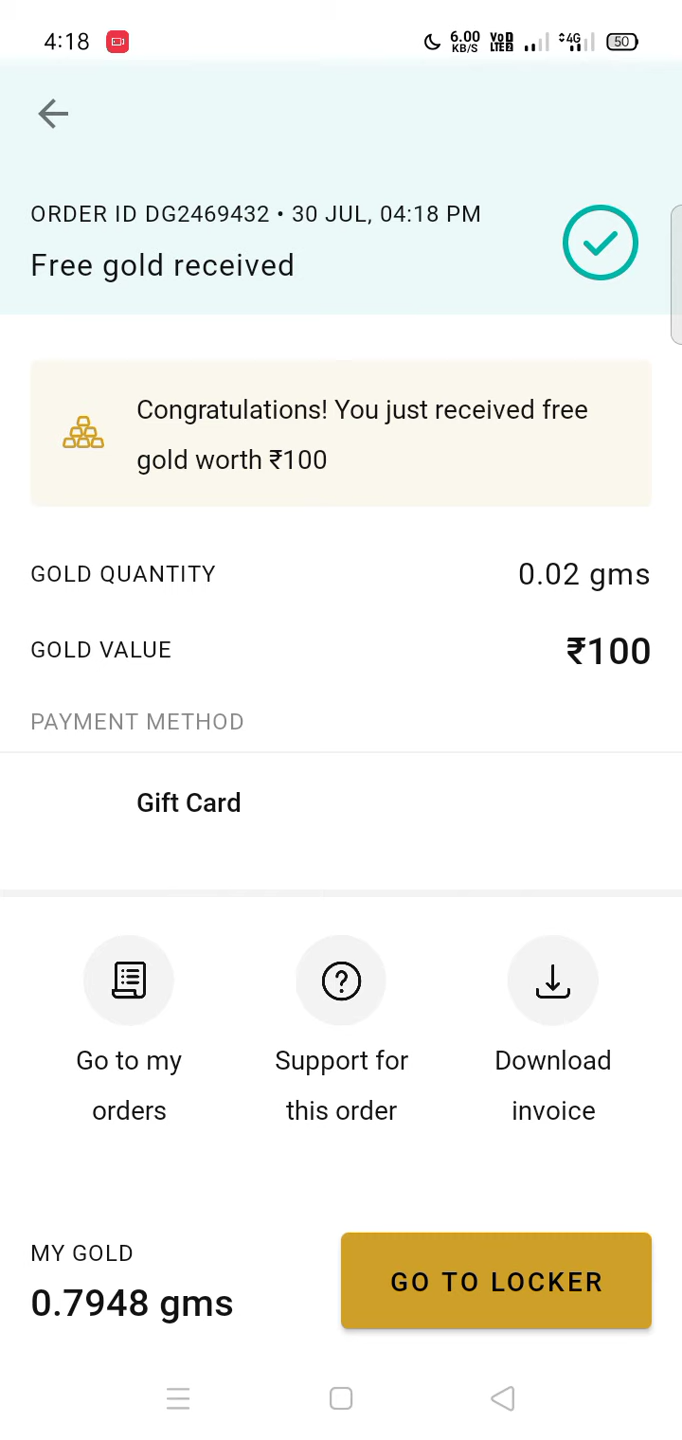 4:18
6.00 KB/S VoD LTE2 4G 50
ORDER ID DG2469432 • 30 JUL, 04:18 PM
Free gold received
Congratulations! You just received free
gold worth ₹100
GOLD QUANTITY 0.02 gms
GOLD VALUE ₹100
PAYMENT METHOD
Gift Card
Go to my
orders
Support for
this order
Download
invoice
MY GOLD
0.7948 gms
GO TO LOCKER